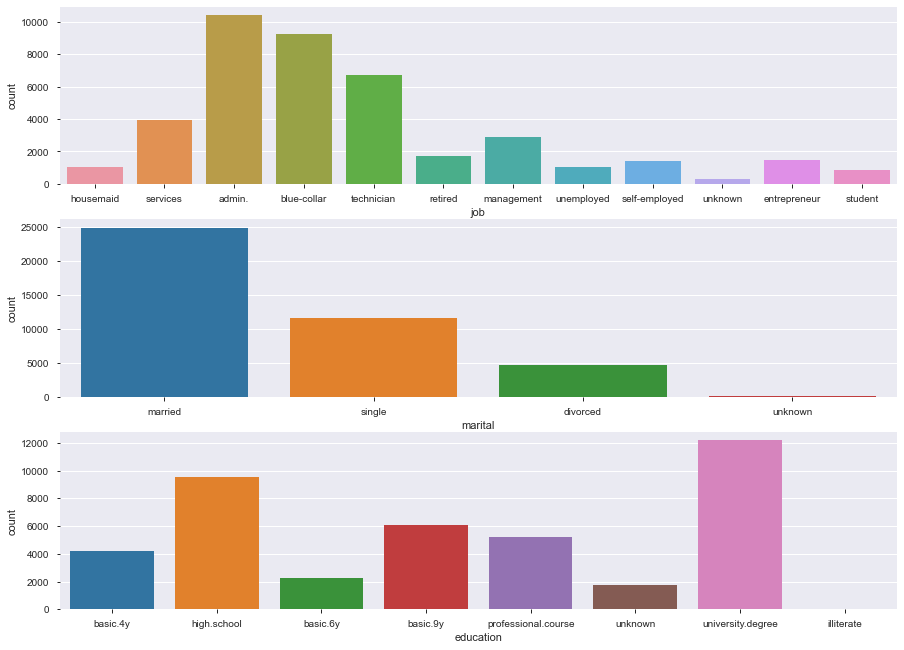 10000
8000
6000
4000
2000
0
count
housemaid services admin. blue-collar technician retired management unemployed self-employed unknown entrepreneur student
job
25000
20000
15000
10000
5000
0
count
married single divorced unknown
marital
12000
10000
8000
6000
4000
2000
0
count
basic.4y high.school basic.6y basic.9y professional.course unknown university.degree illiterate
education